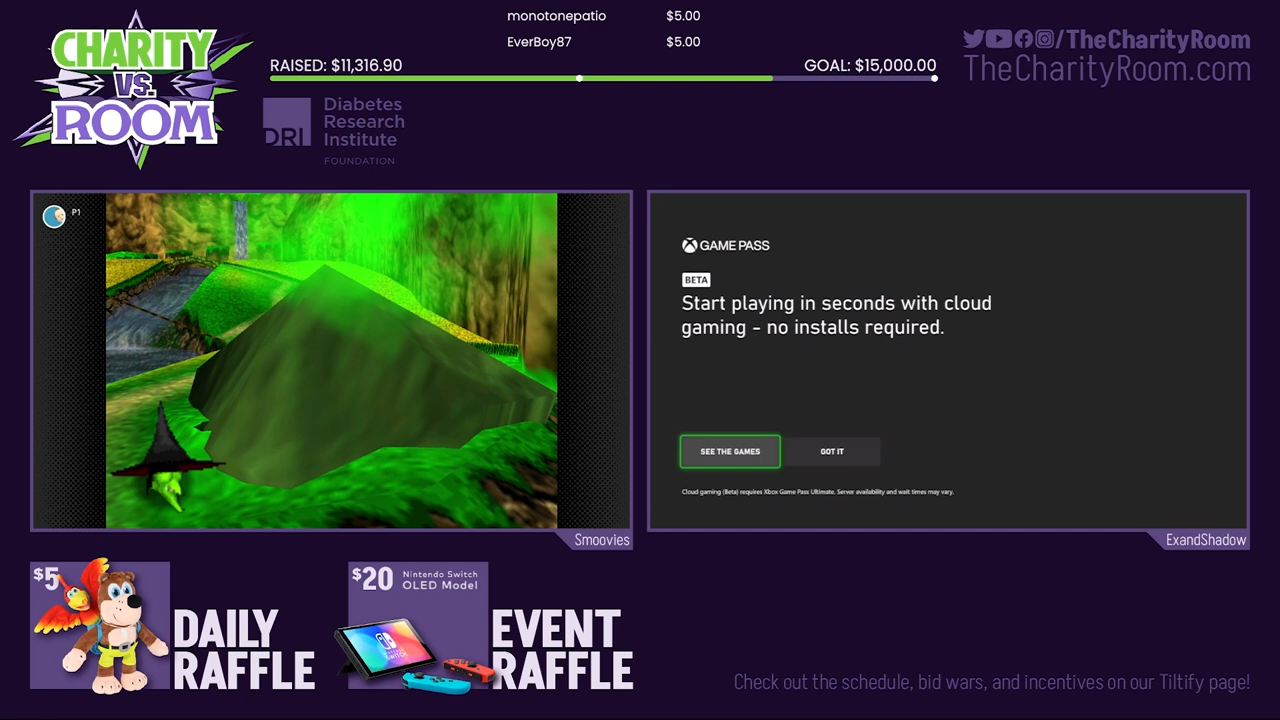 CHARITY
VS.
ROOM
monotonepatio $5.00
EverBoy87 $5.00
RAISED: $11,316.90 GOAL: $15,000.00
/TheCharityRoom
TheCharityRoom.com
DRI
Diabetes
Research
Institute
FOUNDATION
P1
GAME PASS
BETA
Start playing in seconds with cloud
gaming - no installs required.
SEE THE GAMES GOT IT
Cloud gaming (Beta) requires Xbox Game Pass Ultimate. Server availability and wait times may vary.
Smoovies
ExandShadow
$5
DAILY
RAFFLE
$20 Nintendo Switch
OLED Model
EVENT
RAFFLE
Check out the schedule, bid wars, and incentives on our Tiltify page!